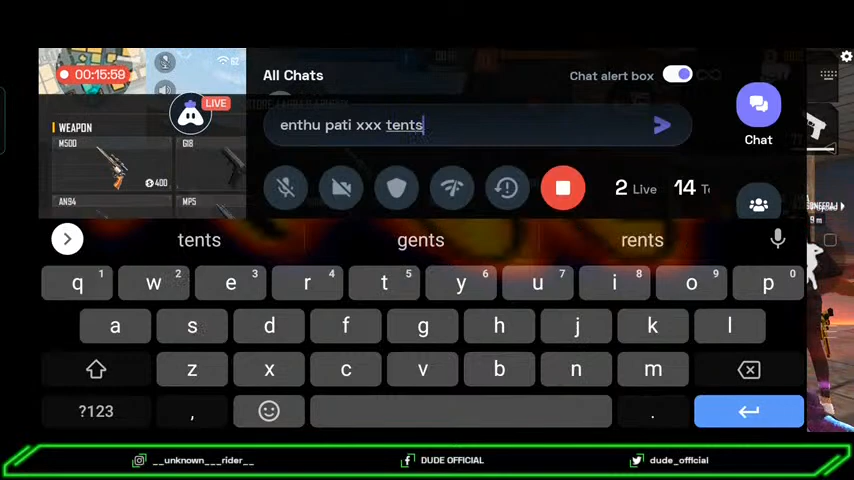 00:15:59
LIVE
WEAPON
M500
G18
400
AN94
MP5
All Chats
Chat alert box
enthu pati xxx tents
Chat
2 Live 14
9 m
tents gents rents
q 1 w 2 e 3 r 4 t 5 y 6 u 7 i 8 o 9 p 0
a s d f g h j k l
z x c v b n m
?123 , .
__unknown___rider__ DUDE OFFICIAL dude_official